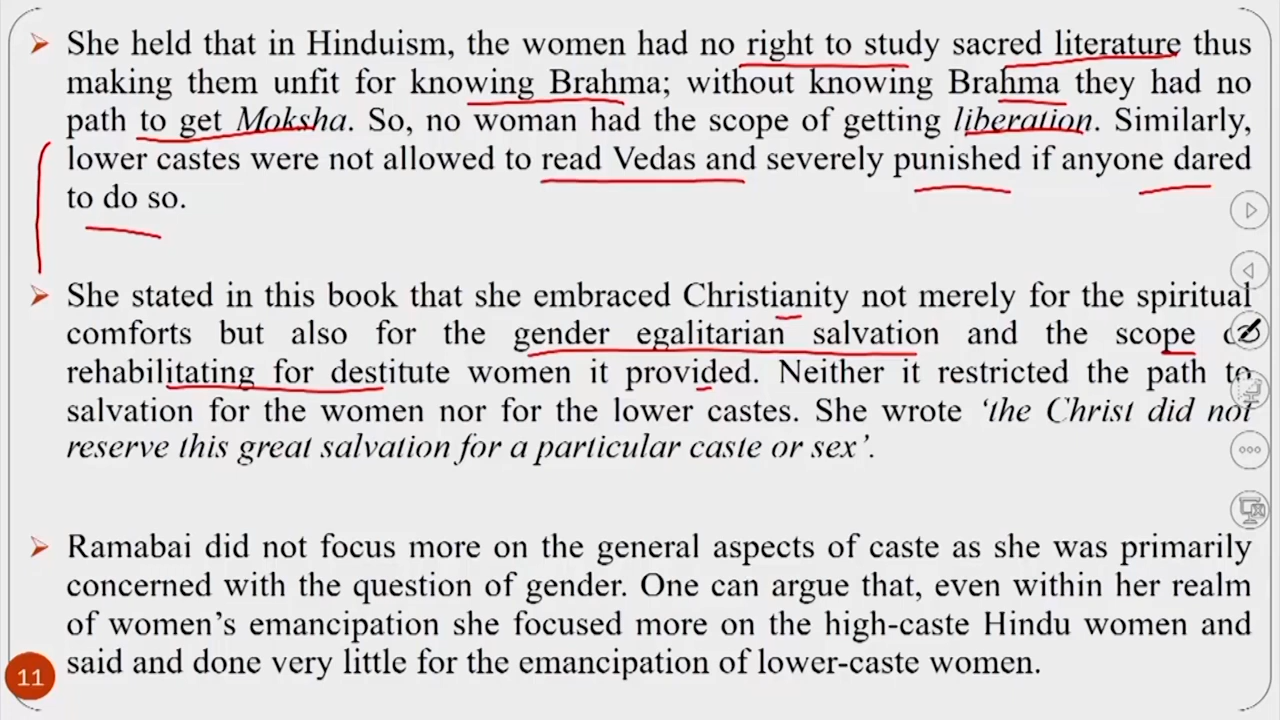 She held that in Hinduism, the women had no right to study sacred literature thus
making them unfit for knowing Brahma; without knowing Brahma they had no
path to get Moksha. So, no woman had the scope of getting liberation. Similarly,
lower castes were not allowed to read Vedas and severely punished if anyone dared
to do so.
She stated in this book that she embraced Christianity not merely for the spiritual
comforts but also for the gender egalitarian salvation and the scope
rehabilitating for destitute women it provided. Neither it restricted the path to
salvation for the women nor for the lower castes. She wrote ‘the Christ did not
reserve this great salvation for a particular caste or sex’.
Ramabai did not focus more on the general aspects of caste as she was primarily
concerned with the question of gender. One can argue that, even within her realm
of women’s emancipation she focused more on the high-caste Hindu women and
said and done very little for the emancipation of lower-caste women.
11